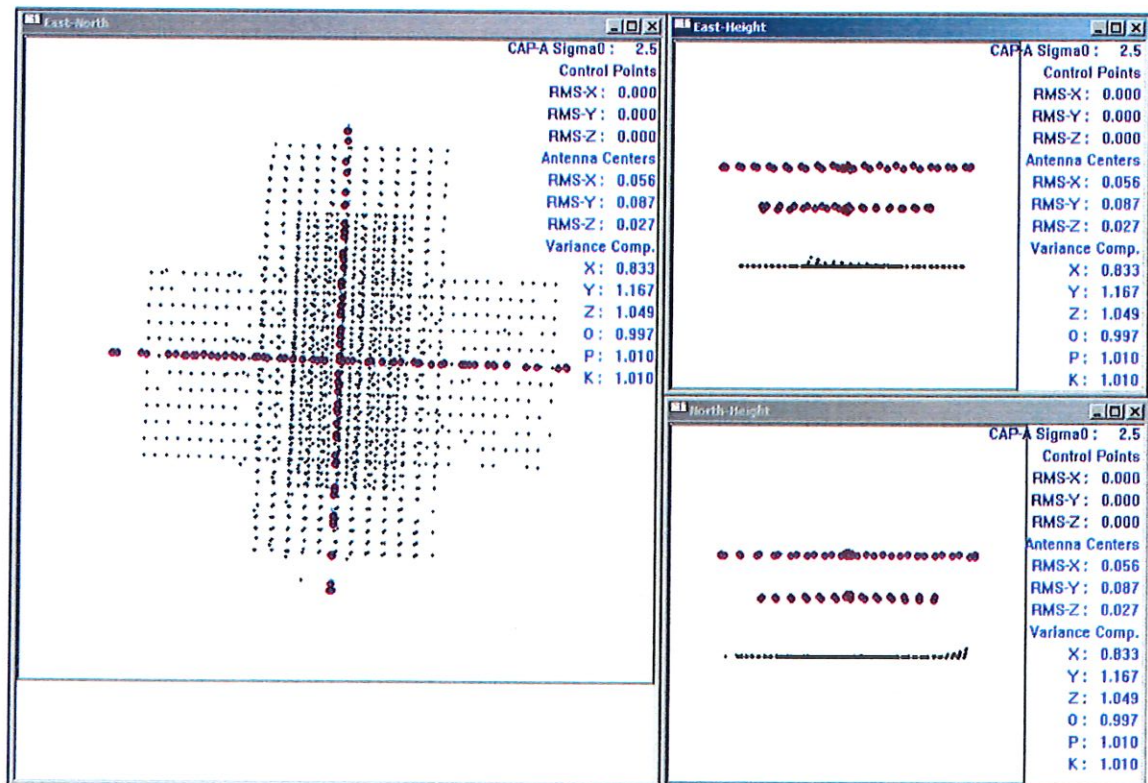 East-North
CAP-A Sigma0 : 2.5
Control Points
RMS-X : 0.000
RMS-Y : 0.000
RMS-Z : 0.000
Antenna Centers
RMS-X : 0.056
RMS-Y : 0.087
RMS-Z : 0.027
Variance Comp.
X : 0.833
Y : 1.167
Z : 1.049
O : 0.997
P : 1.010
K : 1.010
East-Height
CAP-A Sigma0 : 2.5
Control Points
RMS-X : 0.000
RMS-Y : 0.000
RMS-Z : 0.000
Antenna Centers
RMS-X : 0.056
RMS-Y : 0.087
RMS-Z : 0.027
Variance Comp.
X : 0.833
Y : 1.167
Z : 1.049
O : 0.997
P : 1.010
K : 1.010
North-Height
CAP-A Sigma0 : 2.5
Control Points
RMS-X : 0.000
RMS-Y : 0.000
RMS-Z : 0.000
Antenna Centers
RMS-X : 0.056
RMS-Y : 0.087
RMS-Z : 0.027
Variance Comp.
X : 0.833
Y : 1.167
Z : 1.049
O : 0.997
P : 1.010
K : 1.010